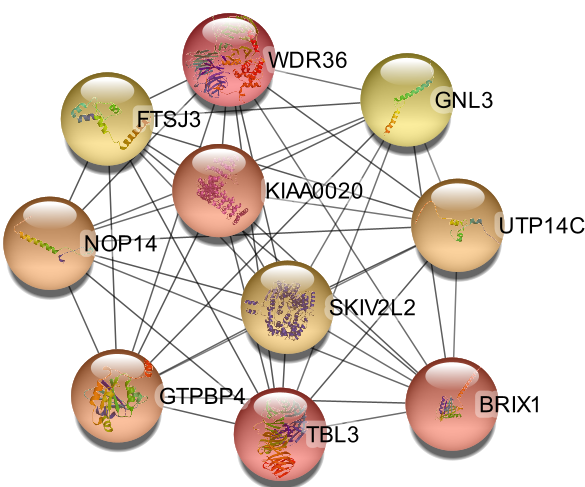 WDR36
GNL3
FTSJ3
KIAA0020
UTP14C
NOP14
SKIV2L2
GTPBP4
BRIX1
TBL3